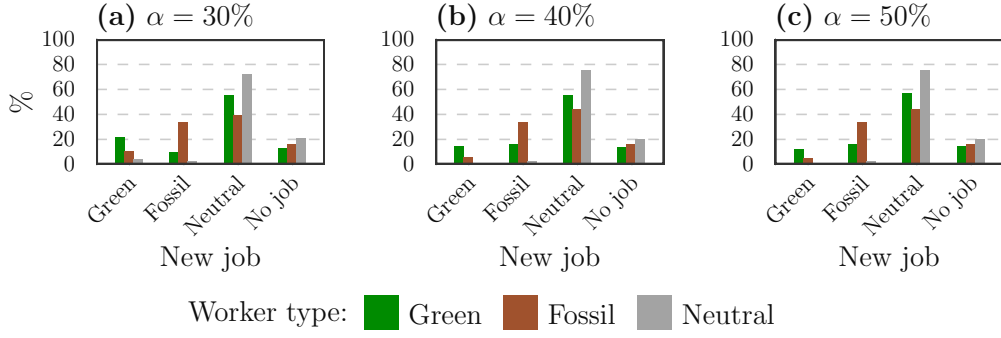 (a) α = 30%
(b) α = 40%
(c) α = 50%
%
100
80
60
40
20
0
Green
Fossil
Neutral
No job
New job
100
80
60
40
20
0
Green
Fossil
Neutral
No job
New job
100
80
60
40
20
0
Green
Fossil
Neutral
No job
New job
Worker type: Green Fossil Neutral